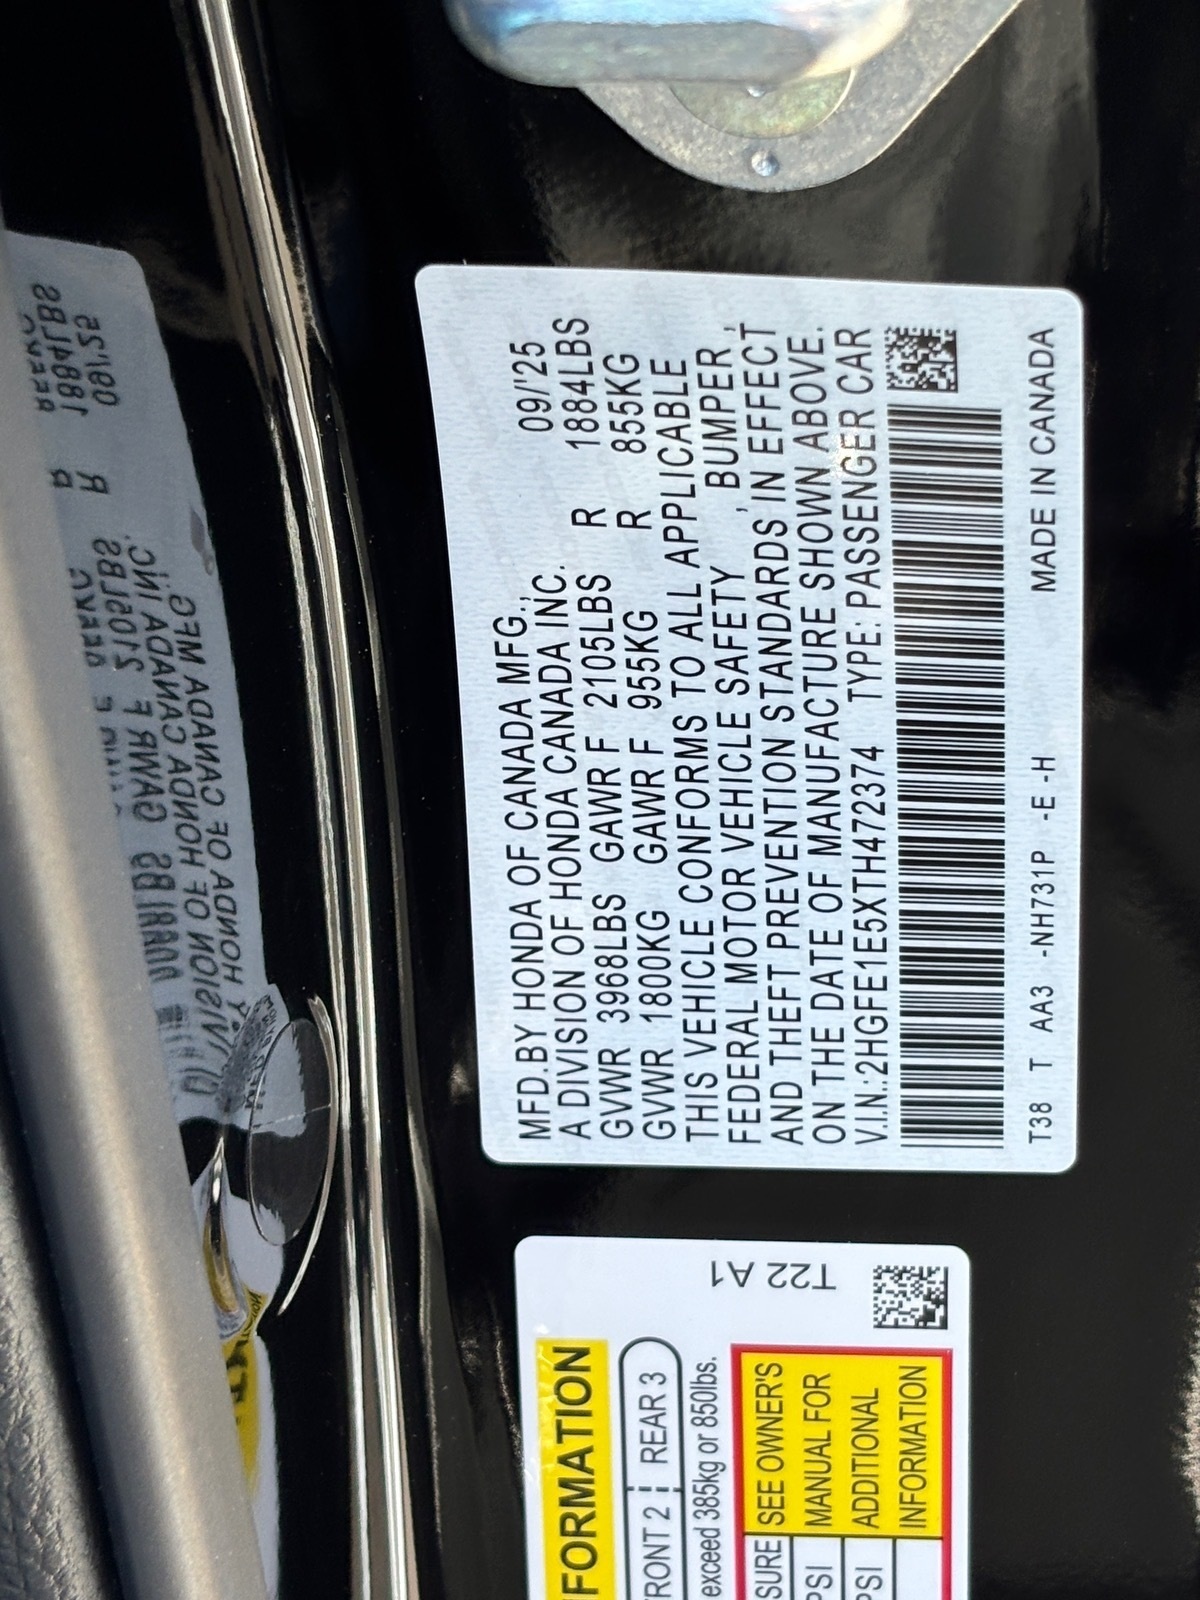 MFD.BY HONDA OF CANADA MFG.,
A DIVISION OF HONDA CANADA INC. 09/'25
GVWR 3968LBS GAWR F 2105LBS R 1884LBS
GVWR 1800KG GAWR F 955KG R 855KG
THIS VEHICLE CONFORMS TO ALL APPLICABLE
FEDERAL MOTOR VEHICLE SAFETY , BUMPER,
AND THEFT PREVENTION STANDARDS IN EFFECT
ON THE DATE OF MANUFACTURE SHOWN ABOVE.
V.I.N.:2HGFE1E5XTH472374 TYPE: PASSENGER CAR
T38 T AA3 -NH731P -E -H MADE IN CANADA
T22 A1
FORMATION
FRONT 2 REAR 3
exceed 385kg or 850lbs.
SURE SEE OWNER'S
PSI MANUAL FOR
PSI ADDITIONAL
INFORMATION